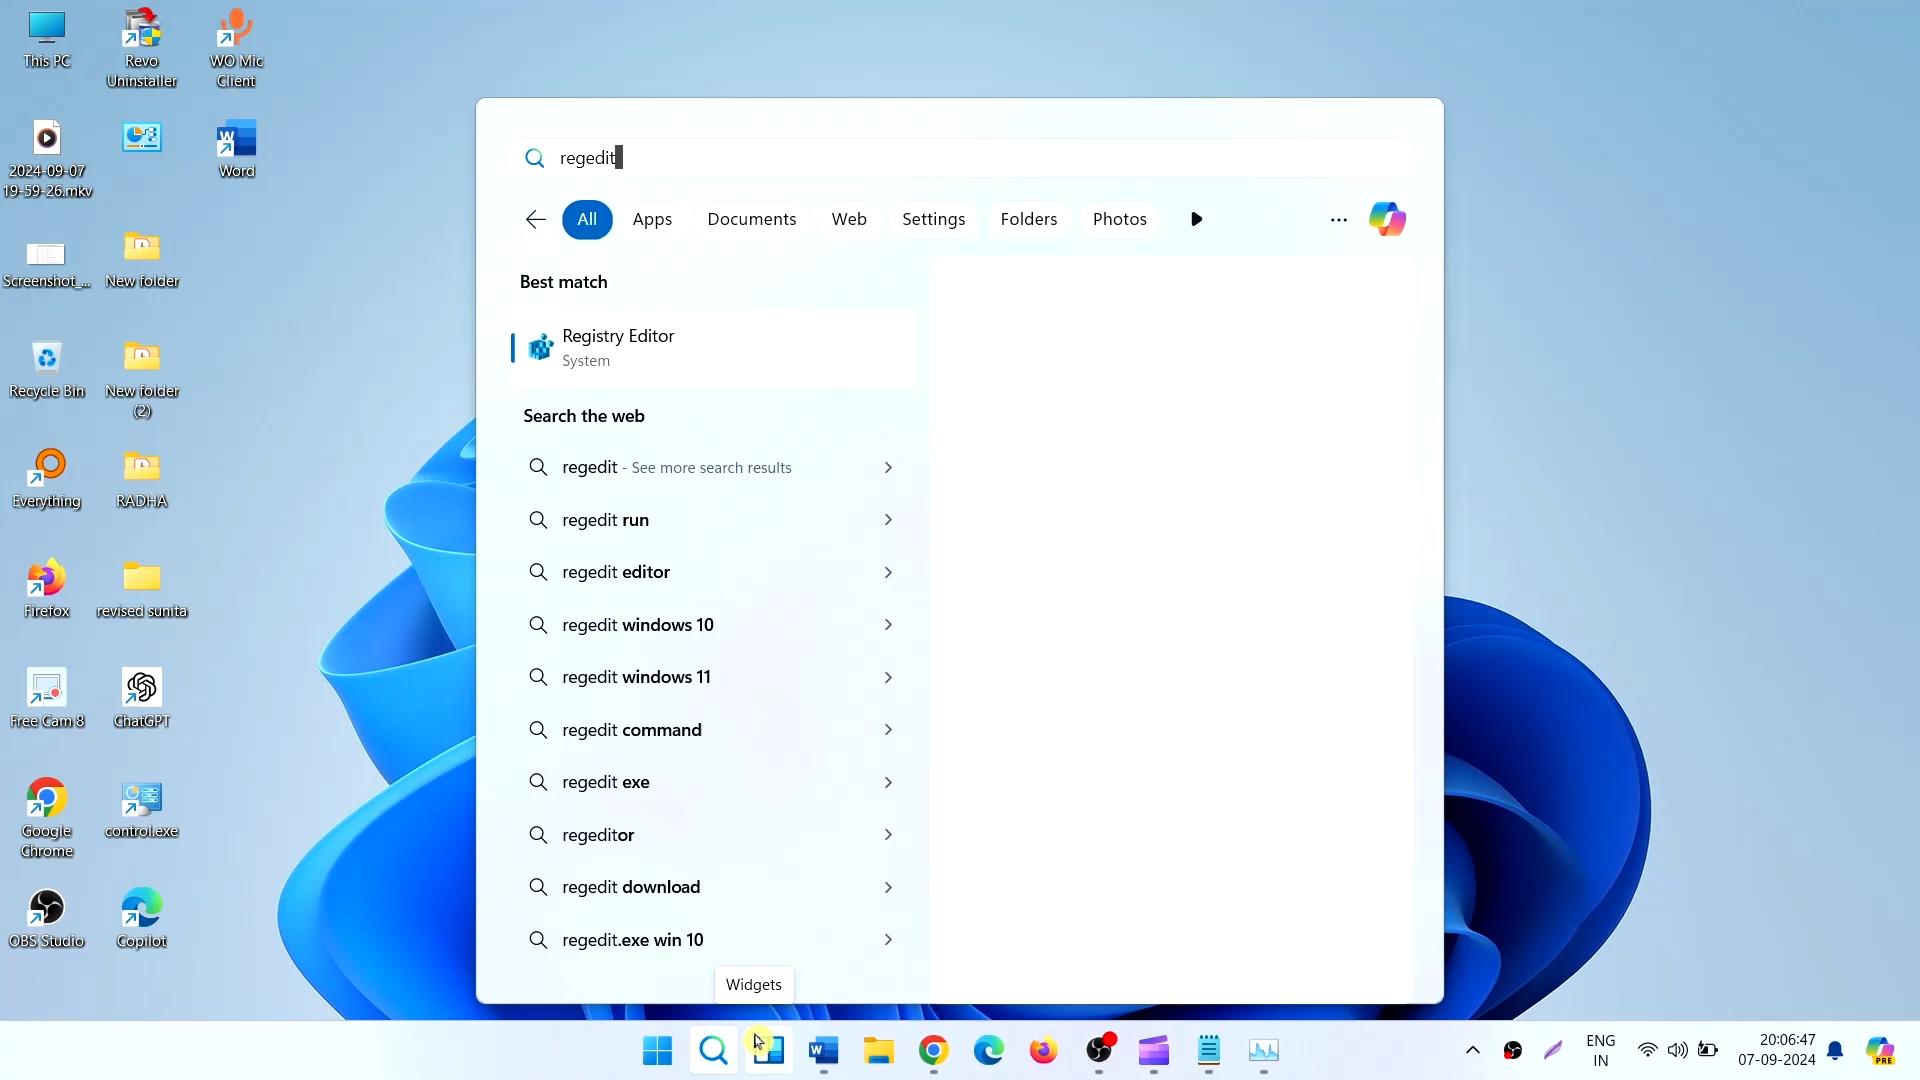 This PC
Revo
Uninstaller
WO Mic
Client
2024-09-07
19-59-26.mkv
Word
Screenshot_...
New folder
Recycle Bin
New folder
(2)
Everything
RADHA
Firefox
revised sunita
Free Cam 8
ChatGPT
Google
Chrome
control.exe
OBS Studio
Copilot
regedit
All
Apps
Documents
Web
Settings
Folders
Photos
Best match
Registry Editor
System
Search the web
regedit - See more search results
regedit run
regedit editor
regedit windows 10
regedit windows 11
regedit command
regedit exe
regeditor
regedit download
regedit.exe win 10
Widgets
ENG
IN
20:06:47
07-09-2024
PRE